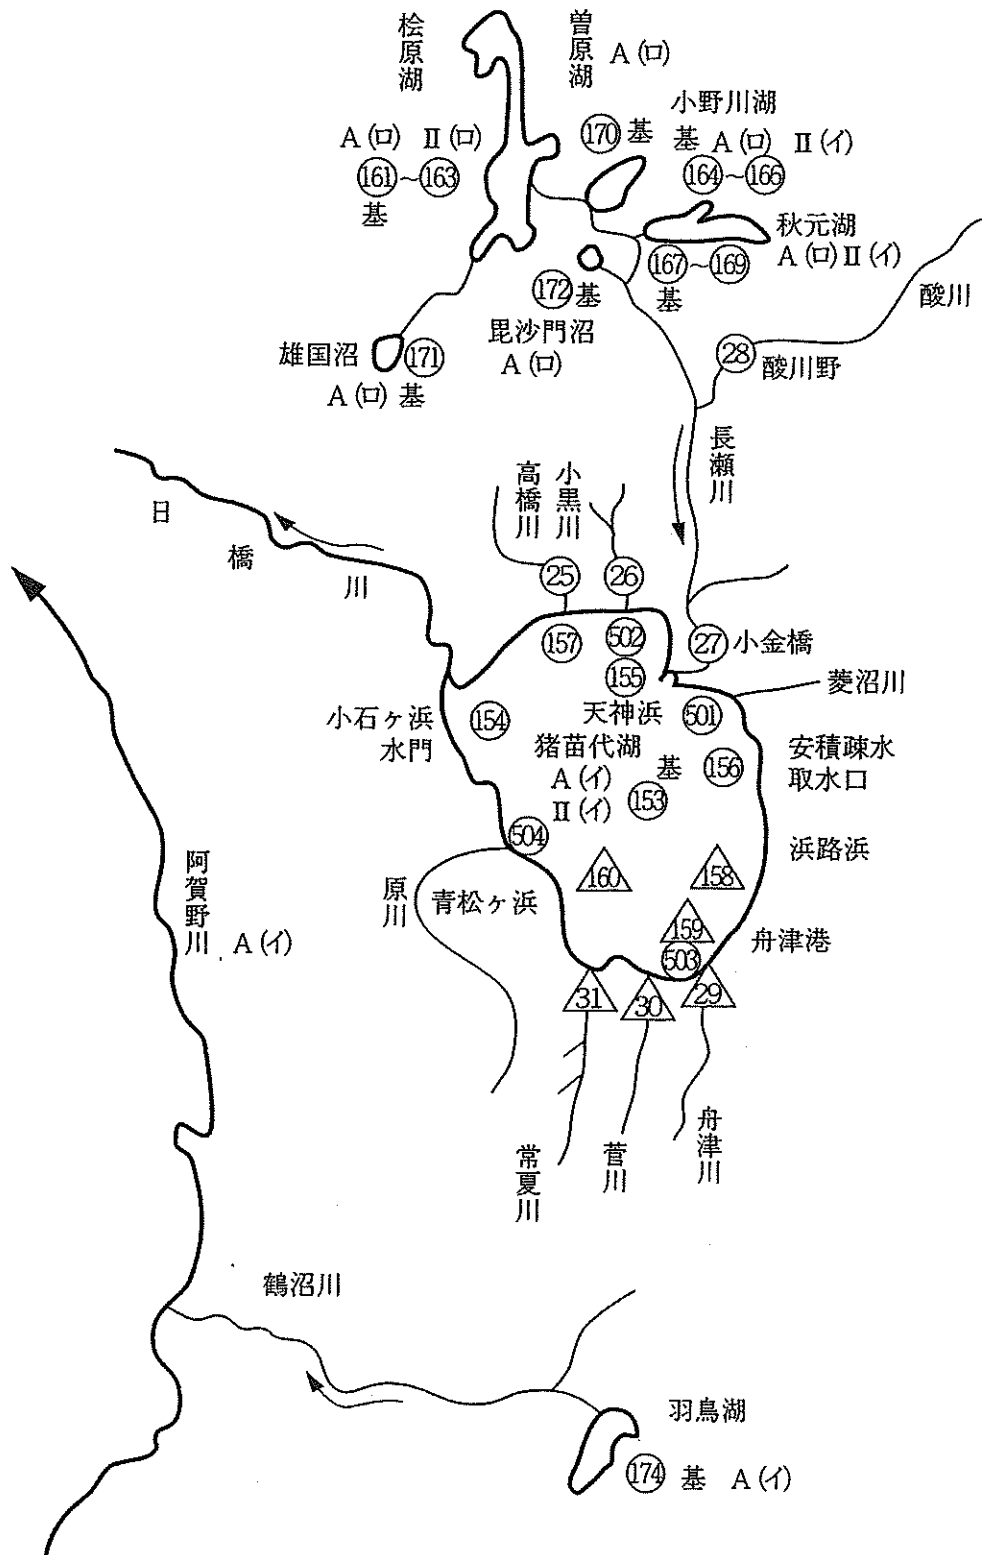 桧原湖
曽原湖
A(ロ)
小野川湖
A(ロ) II(ロ)
170 基
基 A(ロ) II(イ)
161~163
164~166
基
秋元湖
A(ロ)II(イ)
167~169
基
172 基
毘沙門沼
A(ロ)
酸川
28
酸川野
雄国沼
171
A(ロ) 基
長瀬川
高橋川
小黒川
日橋川
25
26
27
小金橋
157
502
155
菱沼川
天神浜
501
小石ヶ浜
水門
154
猪苗代湖
A(イ)
II(イ)
基
153
156
安積疎水
取水口
504
浜路浜
160
158
阿賀野川
A(イ)
原川
青松ヶ浜
159
舟津港
503
31
30
29
常夏川
菅川
舟津川
鶴沼川
羽鳥湖
174 基 A(イ)